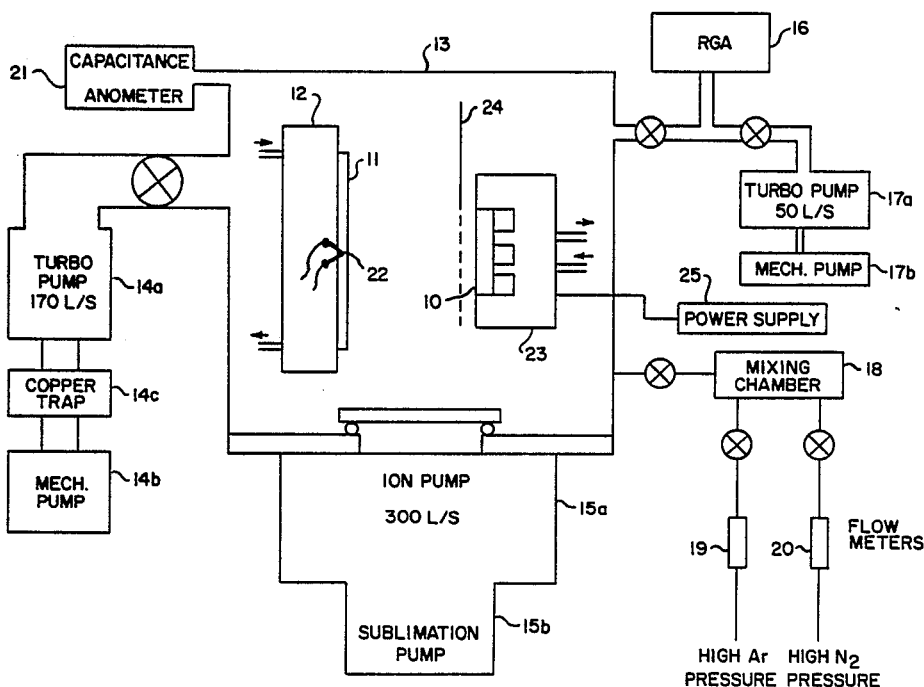 21
CAPACITANCE
ANOMETER
13
RGA
16
12
11
24
TURBO PUMP
50 L/S
17a
MECH. PUMP
17b
22
10
23
25
POWER SUPPLY
TURBO
PUMP
170 L/S
14a
COPPER
TRAP
14c
MECH.
PUMP
14b
MIXING
CHAMBER
18
ION PUMP
300 L/S
15a
SUBLIMATION
PUMP
15b
19
20
FLOW
METERS
HIGH Ar
PRESSURE
HIGH N2
PRESSURE